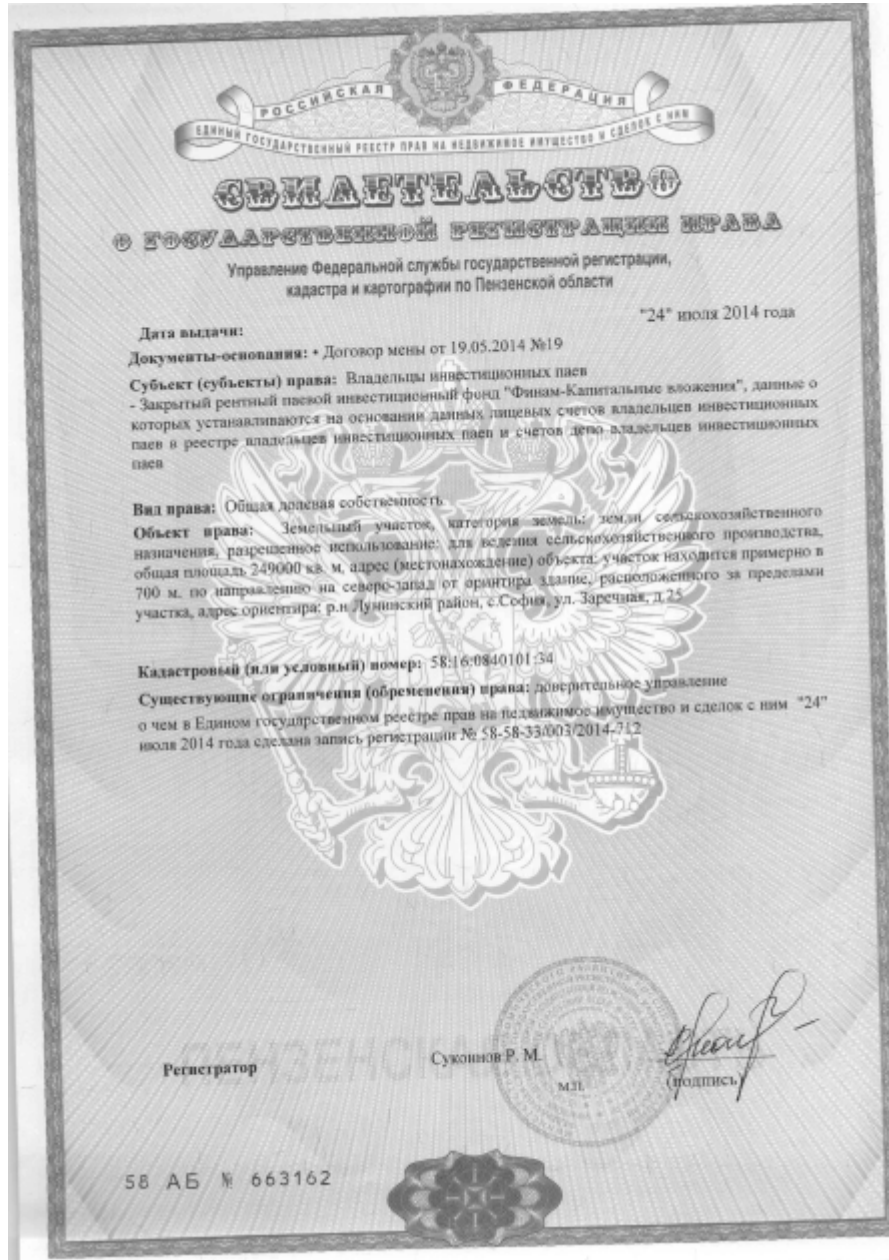 РОССИЙСКАЯ ФЕДЕРАЦИЯ
ЕДИНЫЙ ГОСУДАРСТВЕННЫЙ РЕЕСТР ПРАВ НА НЕДВИЖИМОЕ ИМУЩЕСТВО И СДЕЛОК С НИМ
СВИДЕТЕЛЬСТВО
О ГОСУДАРСТВЕННОЙ РЕГИСТРАЦИИ ПРАВА
Управление Федеральной службы государственной регистрации,
кадастра и картографии по Пензенской области
Дата выдачи: "24" июля 2014 года
Документы-основания: • Договор мены от 19.05.2014 №19
Субъект (субъекты) права: Владельцы инвестиционных паев
- Закрытый рентный паевой инвестиционный фонд "Финам-Капитальные вложения", данные о
которых устанавливаются на основании данных лицевых счетов владельцев инвестиционных
паев в реестре владельцев инвестиционных паев и счетов депо владельцев инвестиционных
паев
Вид права: Общая долевая собственность
Объект права: Земельный участок, категория земель: земли сельскохозяйственного
назначения, разрешенное использование: для ведения сельскохозяйственного производства,
общая площадь 249000 кв. м, адрес (местонахождение) объекта: участок находится примерно в
700 м. по направлению на северо-запад от оринтира здание, расположенного за пределами
участка, адрес ориентира: р.н Лунинский район, с.София, ул. Заречная, д.25
Кадастровый (или условный) номер: 58:16:0840101:34
Существующие ограничения (обременения) права: доверительное управление
о чем в Едином государственном реестре прав на недвижимое имущество и сделок с ним "24"
июля 2014 года сделана запись регистрации № 58-58-33/003/2014-712
Регистратор Суконнов Р. М.
м.п. (подпись)
58 АБ № 663162